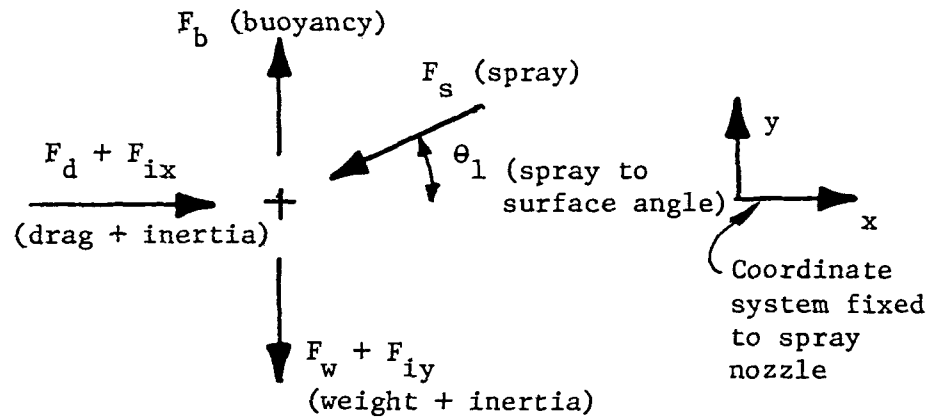 F_b (buoyancy)
F_s (spray)
F_d + F_ix
(drag + inertia)
θ_1 (spray to
surface angle)
y
x
Coordinate
system fixed
to spray
nozzle
F_w + F_iy
(weight + inertia)